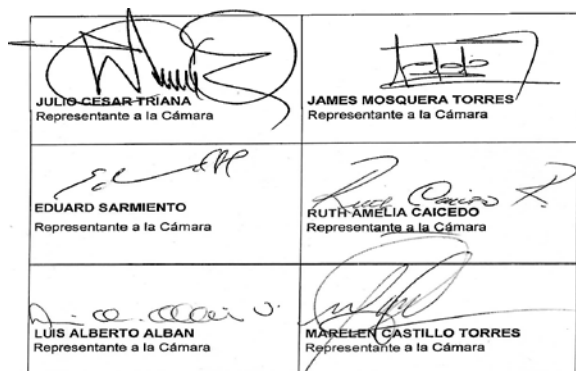 JULIO CESAR TRIANA
Representante a la Cámara
JAMES MOSQUERA TORRES
Representante a la Cámara
EDUARD SARMIENTO
Representante a la Cámara
RUTH AMELIA CAICEDO
Representante a la Cámara
LUIS ALBERTO ALBAN
Representante a la Cámara
MARELEN CASTILLO TORRES
Representante a la Cámara